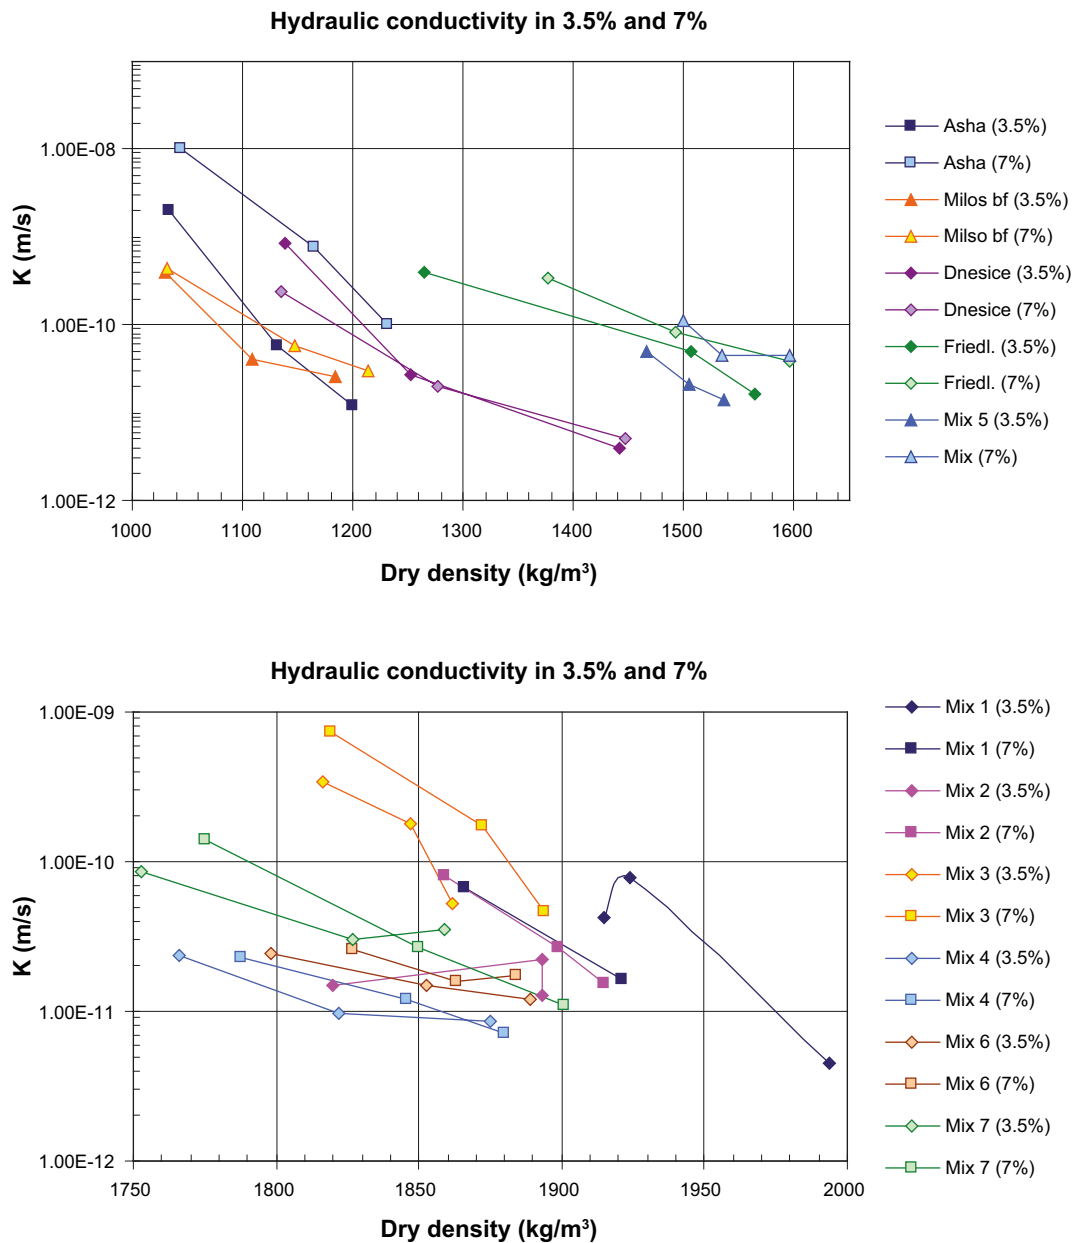 Hydraulic conductivity in 3.5% and 7%
K (m/s)
1.00E-08
1.00E-10
1.00E-12
1000 1100 1200 1300 1400 1500 1600
Dry density (kg/m³)
Asha (3.5%)
Asha (7%)
Milos bf (3.5%)
Milso bf (7%)
Dnesice (3.5%)
Dnesice (7%)
Friedl. (3.5%)
Friedl. (7%)
Mix 5 (3.5%)
Mix (7%)
Hydraulic conductivity in 3.5% and 7%
K (m/s)
1.00E-09
1.00E-10
1.00E-11
1.00E-12
1750 1800 1850 1900 1950 2000
Dry density (kg/m³)
Mix 1 (3.5%)
Mix 1 (7%)
Mix 2 (3.5%)
Mix 2 (7%)
Mix 3 (3.5%)
Mix 3 (7%)
Mix 4 (3.5%)
Mix 4 (7%)
Mix 6 (3.5%)
Mix 6 (7%)
Mix 7 (3.5%)
Mix 7 (7%)